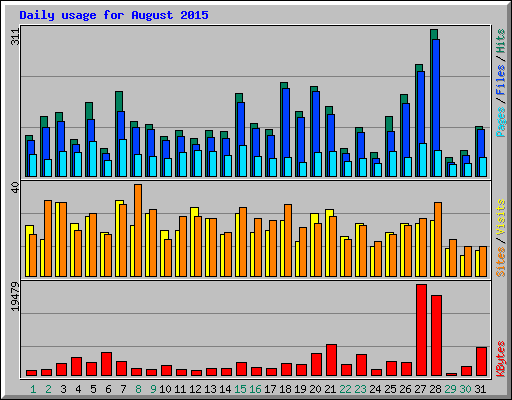 Daily usage for August 2015
311
Pages / Files / Hits
40
Sites / Visits
19479
KBytes
1 2 3 4 5 6 7 8 9 10 11 12 13 14 15 16 17 18 19 20 21 22 23 24 25 26 27 28 29 30 31